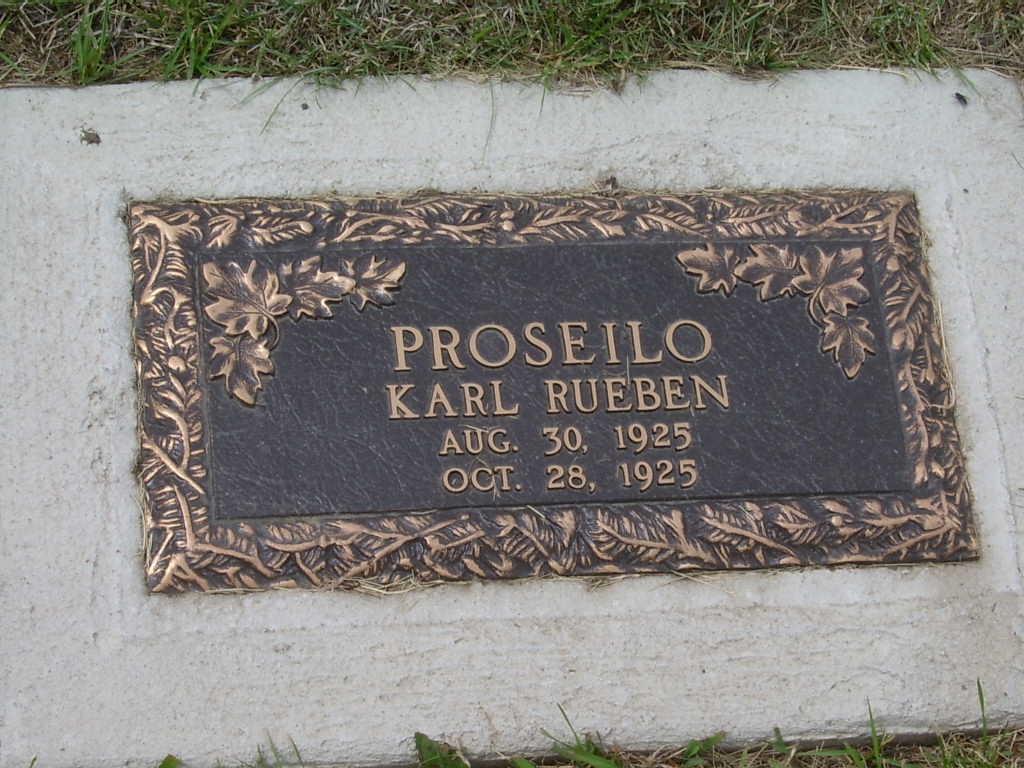 PROSEILO
KARL RUEBEN
AUG. 30, 1925
OCT. 28, 1925